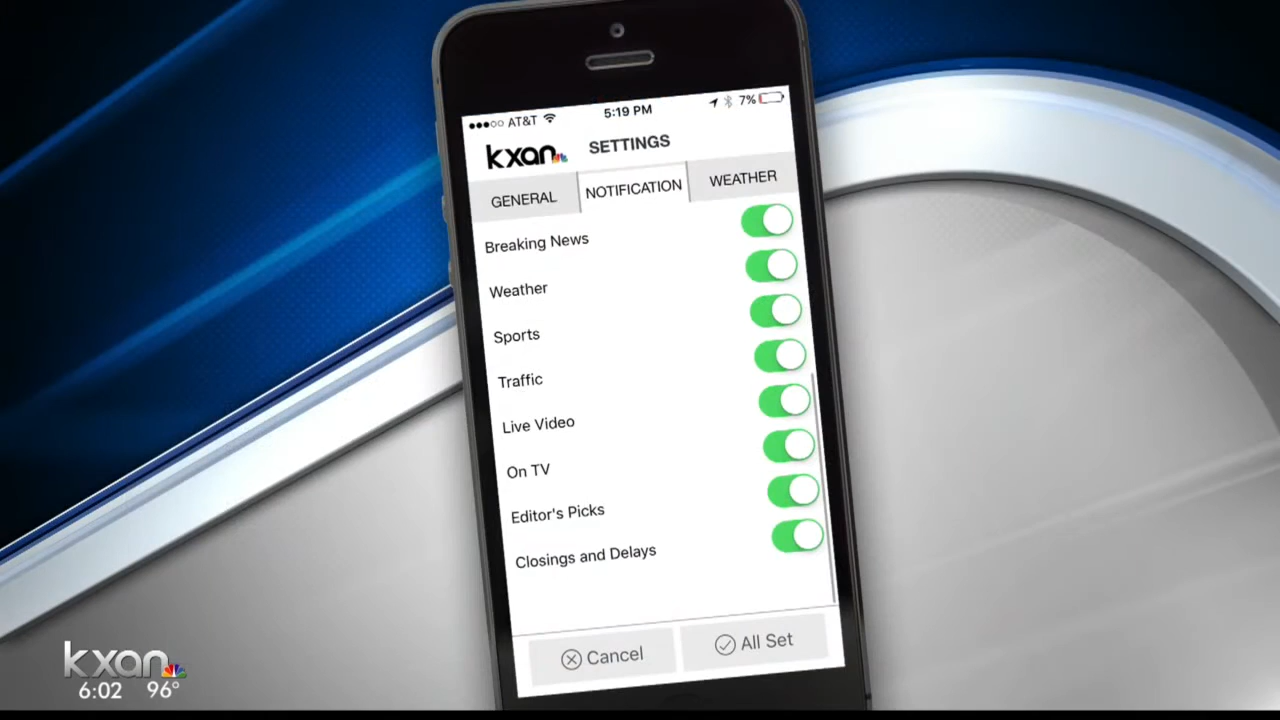 AT&T 5:19 PM 7%
kxan SETTINGS
GENERAL NOTIFICATION WEATHER
Breaking News
Weather
Sports
Traffic
Live Video
On TV
Editor's Picks
Closings and Delays
Cancel All Set
kxan
6:02 96°